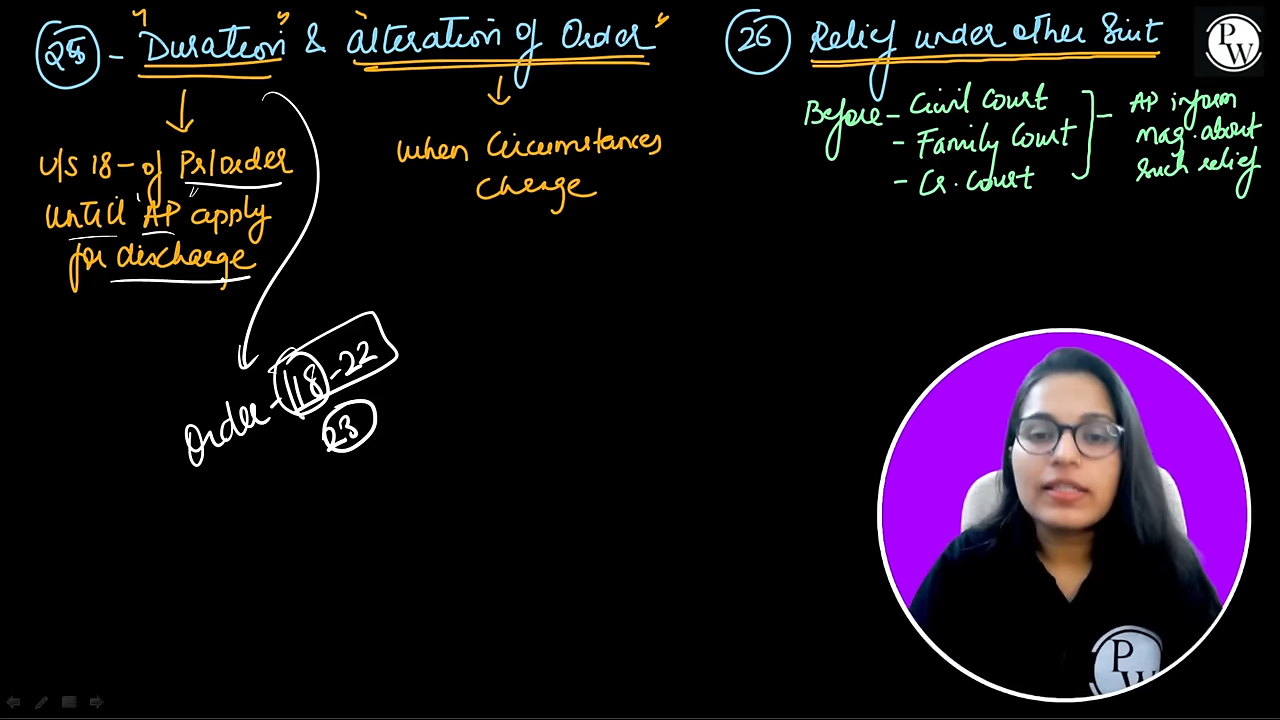 25 - "Duration" & "alteration of Order"
U/S 18 - of Pr/Order
until "AP" apply
for discharge
when Circumstances
Change
Order - 18 - 22
23
26 Relief under other Suit
Before - Civil Court
- Family Court
- Cr. Court
- AP inform
mag. about
such relief
PW
PW